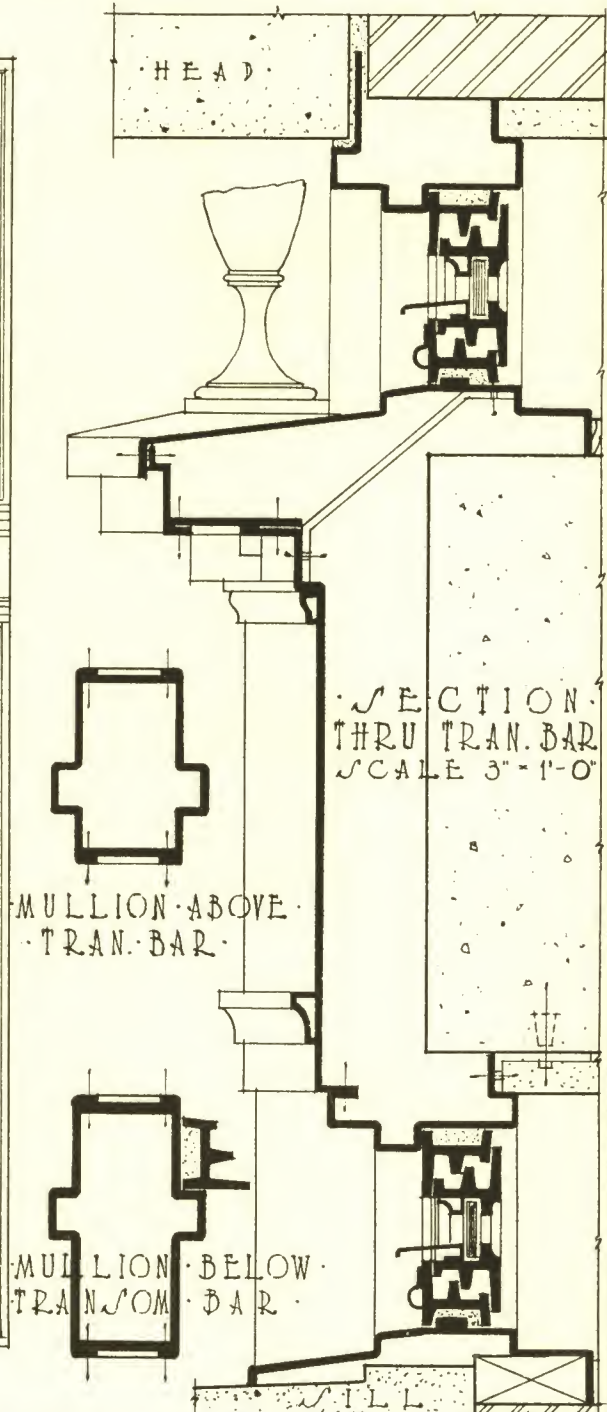 · HEAD ·
· SECTION ·
THRU TRAN. BAR
SCALE 3" = 1'-0"
· MULLION · ABOVE ·
· TRAN. · BAR ·
MULLION · BELOW ·
TRANSOM · BAR ·
SILL